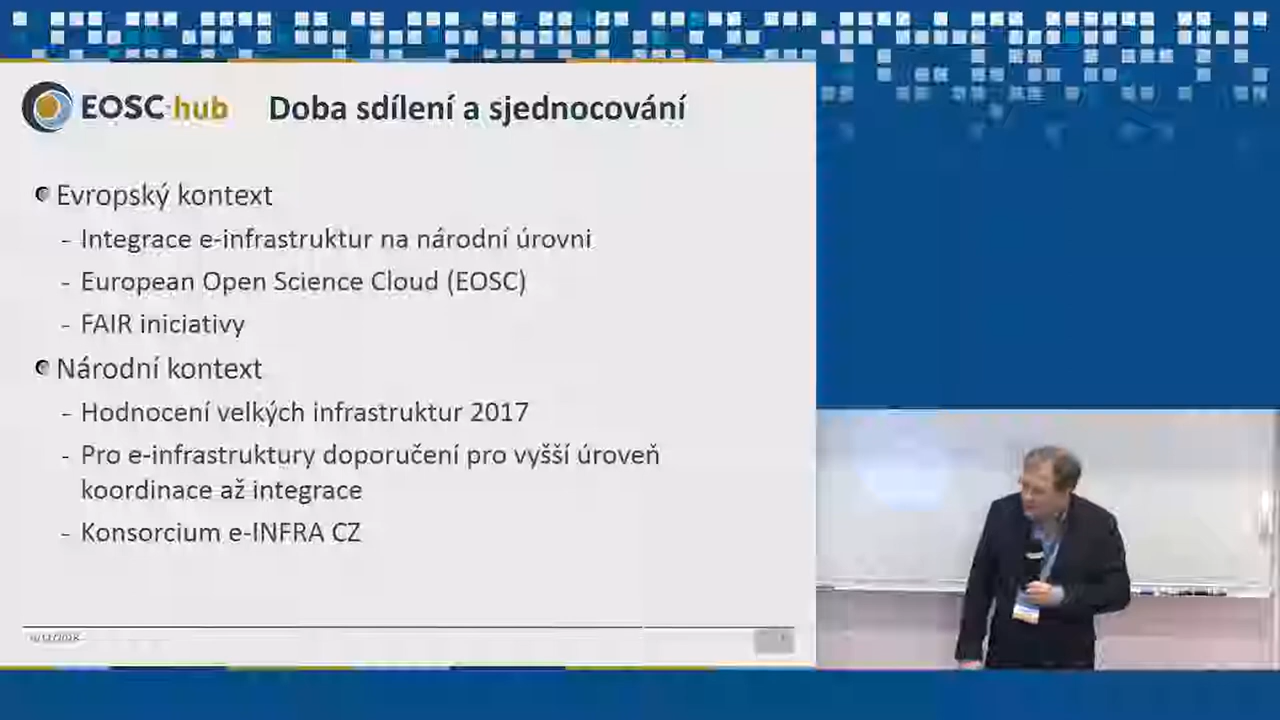 EOSC-hub Doba sdílení a sjednocování
Evropský kontext
- Integrace e-infrastruktur na národní úrovni
- European Open Science Cloud (EOSC)
- FAIR iniciativy
Národní kontext
- Hodnocení velkých infrastruktur 2017
- Pro e-infrastruktury doporučení pro vyšší úroveň
koordinace až integrace
- Konsorcium e-INFRA CZ